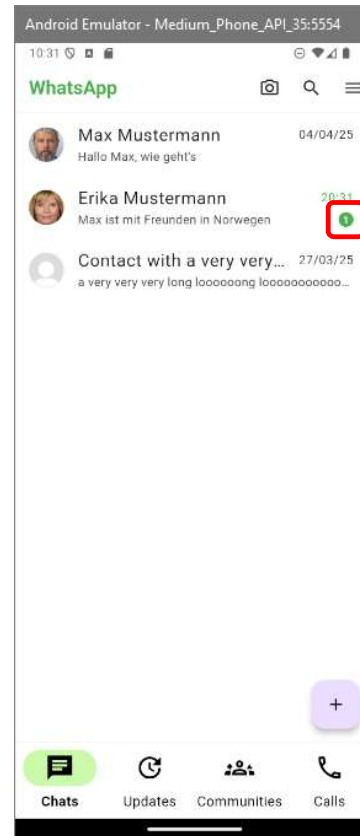 Android Emulator - Medium_Phone_API_35:5554
10:31
WhatsApp
Max Mustermann 04/04/25
Hallo Max, wie geht's
Erika Mustermann 20:31
Max ist mit Freunden in Norwegen 1
Contact with a very very... 27/03/25
a very very very long loooooong loooooooooooo...
+
Chats Updates Communities Calls